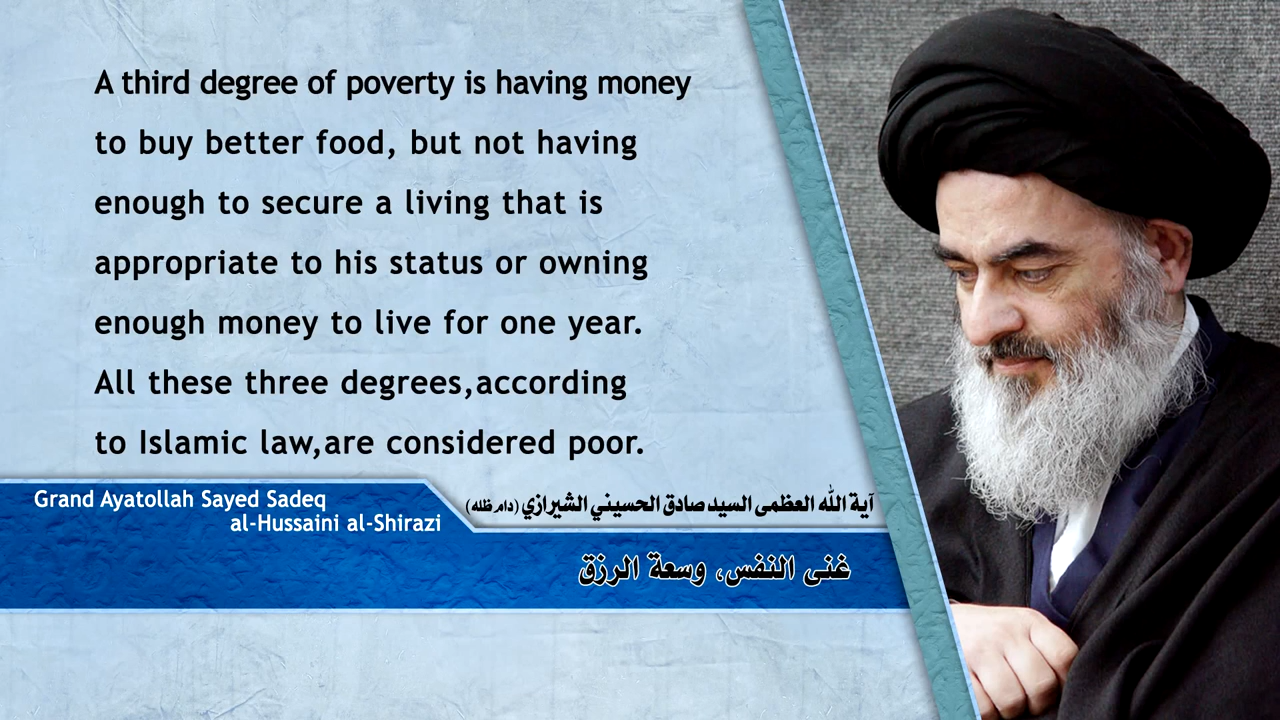 A third degree of poverty is having money
to buy better food, but not having
enough to secure a living that is
appropriate to his status or owning
enough money to live for one year.
All these three degrees,according
to Islamic law,are considered poor.
Grand Ayatollah Sayed Sadeq
al-Hussaini al-Shirazi
آية الله العظمى السيد صادق الحسيني الشيرازي (دام ظله)
غنى النفس، وسعة الرزق